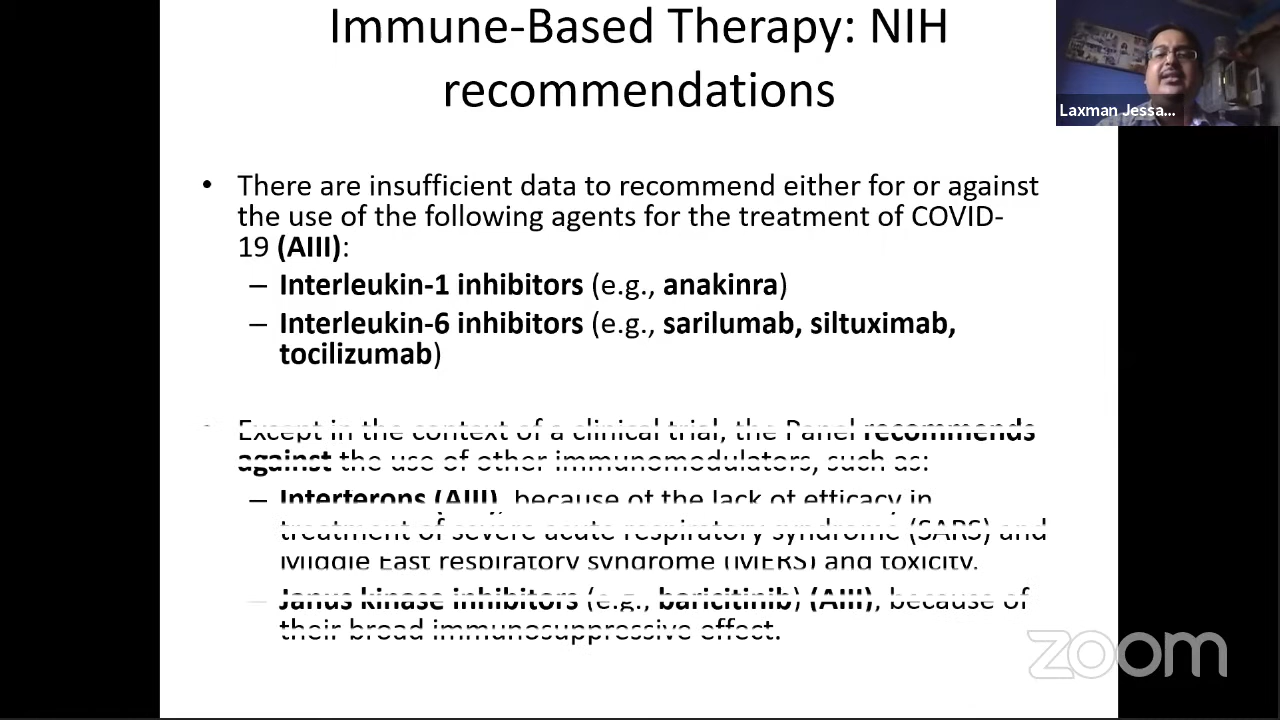 Immune-Based Therapy: NIH
recommendations
Laxman Jessa...
• There are insufficient data to recommend either for or against
the use of the following agents for the treatment of COVID-
19 (AIII):
– Interleukin-1 inhibitors (e.g., anakinra)
– Interleukin-6 inhibitors (e.g., sarilumab, siltuximab,
tocilizumab)
Except in the context of a clinical trial, the Panel recommends
against the use of other immunomodulators, such as:
– Interferons (AIII), because of the lack of efficacy in
treatment of severe acute respiratory syndrome (SARS) and
Middle East respiratory syndrome (MERS) and toxicity.
– Janus kinase inhibitors (e.g., baricitinib) (AIII), because of
their broad immunosuppressive effect.
zoom